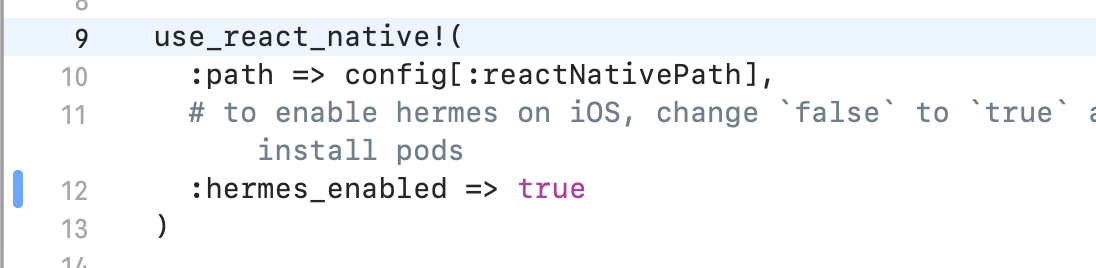 8
9 use_react_native!(
10 :path => config[:reactNativePath],
11 # to enable hermes on iOS, change `false` to `true` a
install pods
12 :hermes_enabled => true
13 )
14